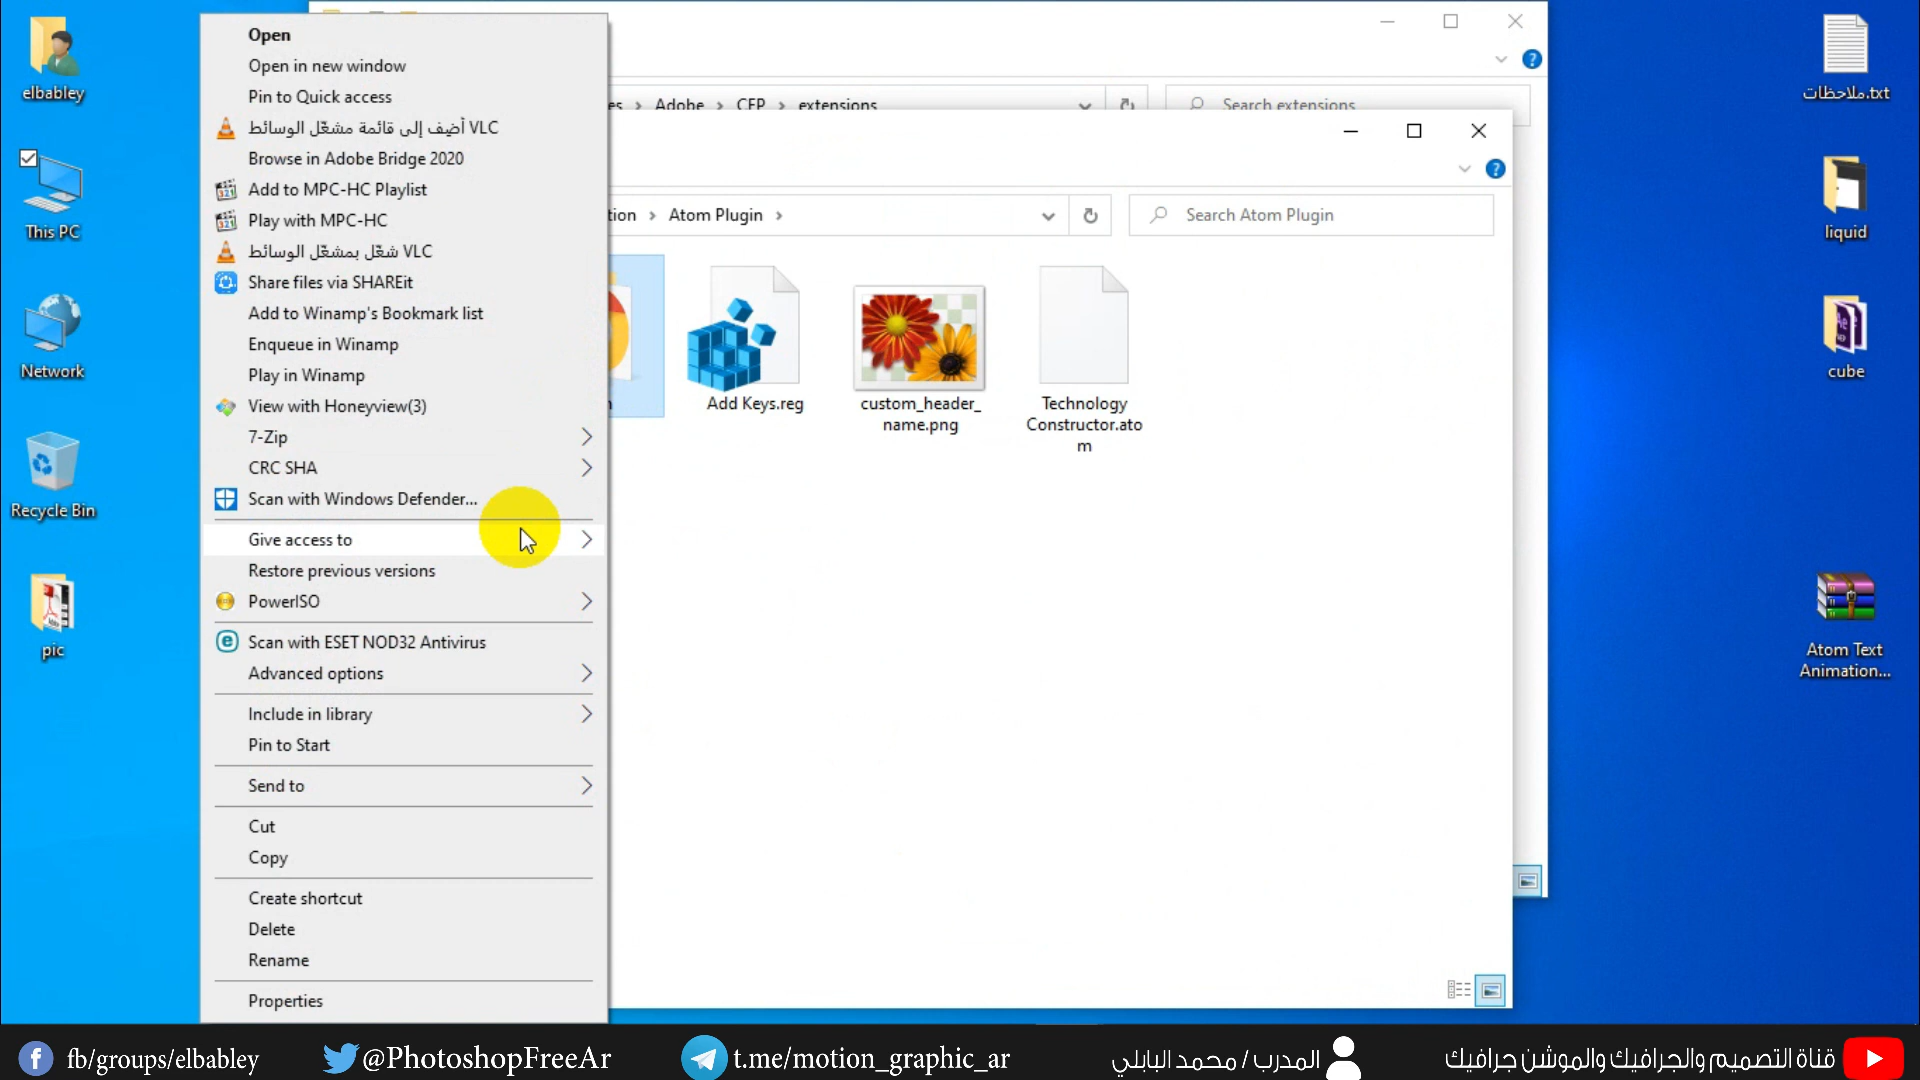 elbabley
This PC
Network
Recycle Bin
pic
Open
Open in new window
Pin to Quick access
أضِف إلى قائمة مشغّل الوسائط VLC
Browse in Adobe Bridge 2020
Add to MPC-HC Playlist
Play with MPC-HC
شغّل بمشغّل الوسائط VLC
Share files via SHAREit
Add to Winamp's Bookmark list
Enqueue in Winamp
Play in Winamp
View with Honeyview(3)
7-Zip
CRC SHA
Scan with Windows Defender...
Give access to
Restore previous versions
PowerISO
Scan with ESET NOD32 Antivirus
Advanced options
Include in library
Pin to Start
Send to
Cut
Copy
Create shortcut
Delete
Rename
Properties
es › Adobe › CEP › extensions
Search extensions
tion › Atom Plugin ›
Search Atom Plugin
Add Keys.reg
custom_header_
name.png
Technology
Constructor.ato
m
ملاحظات.txt
liquid
cube
Atom Text
Animation...
fb/groups/elbabley
@PhotoshopFreeAr
t.me/motion_graphic_ar
المدرب / محمد البابلي
قناة التصميم والجرافيك والموشن جرافيك